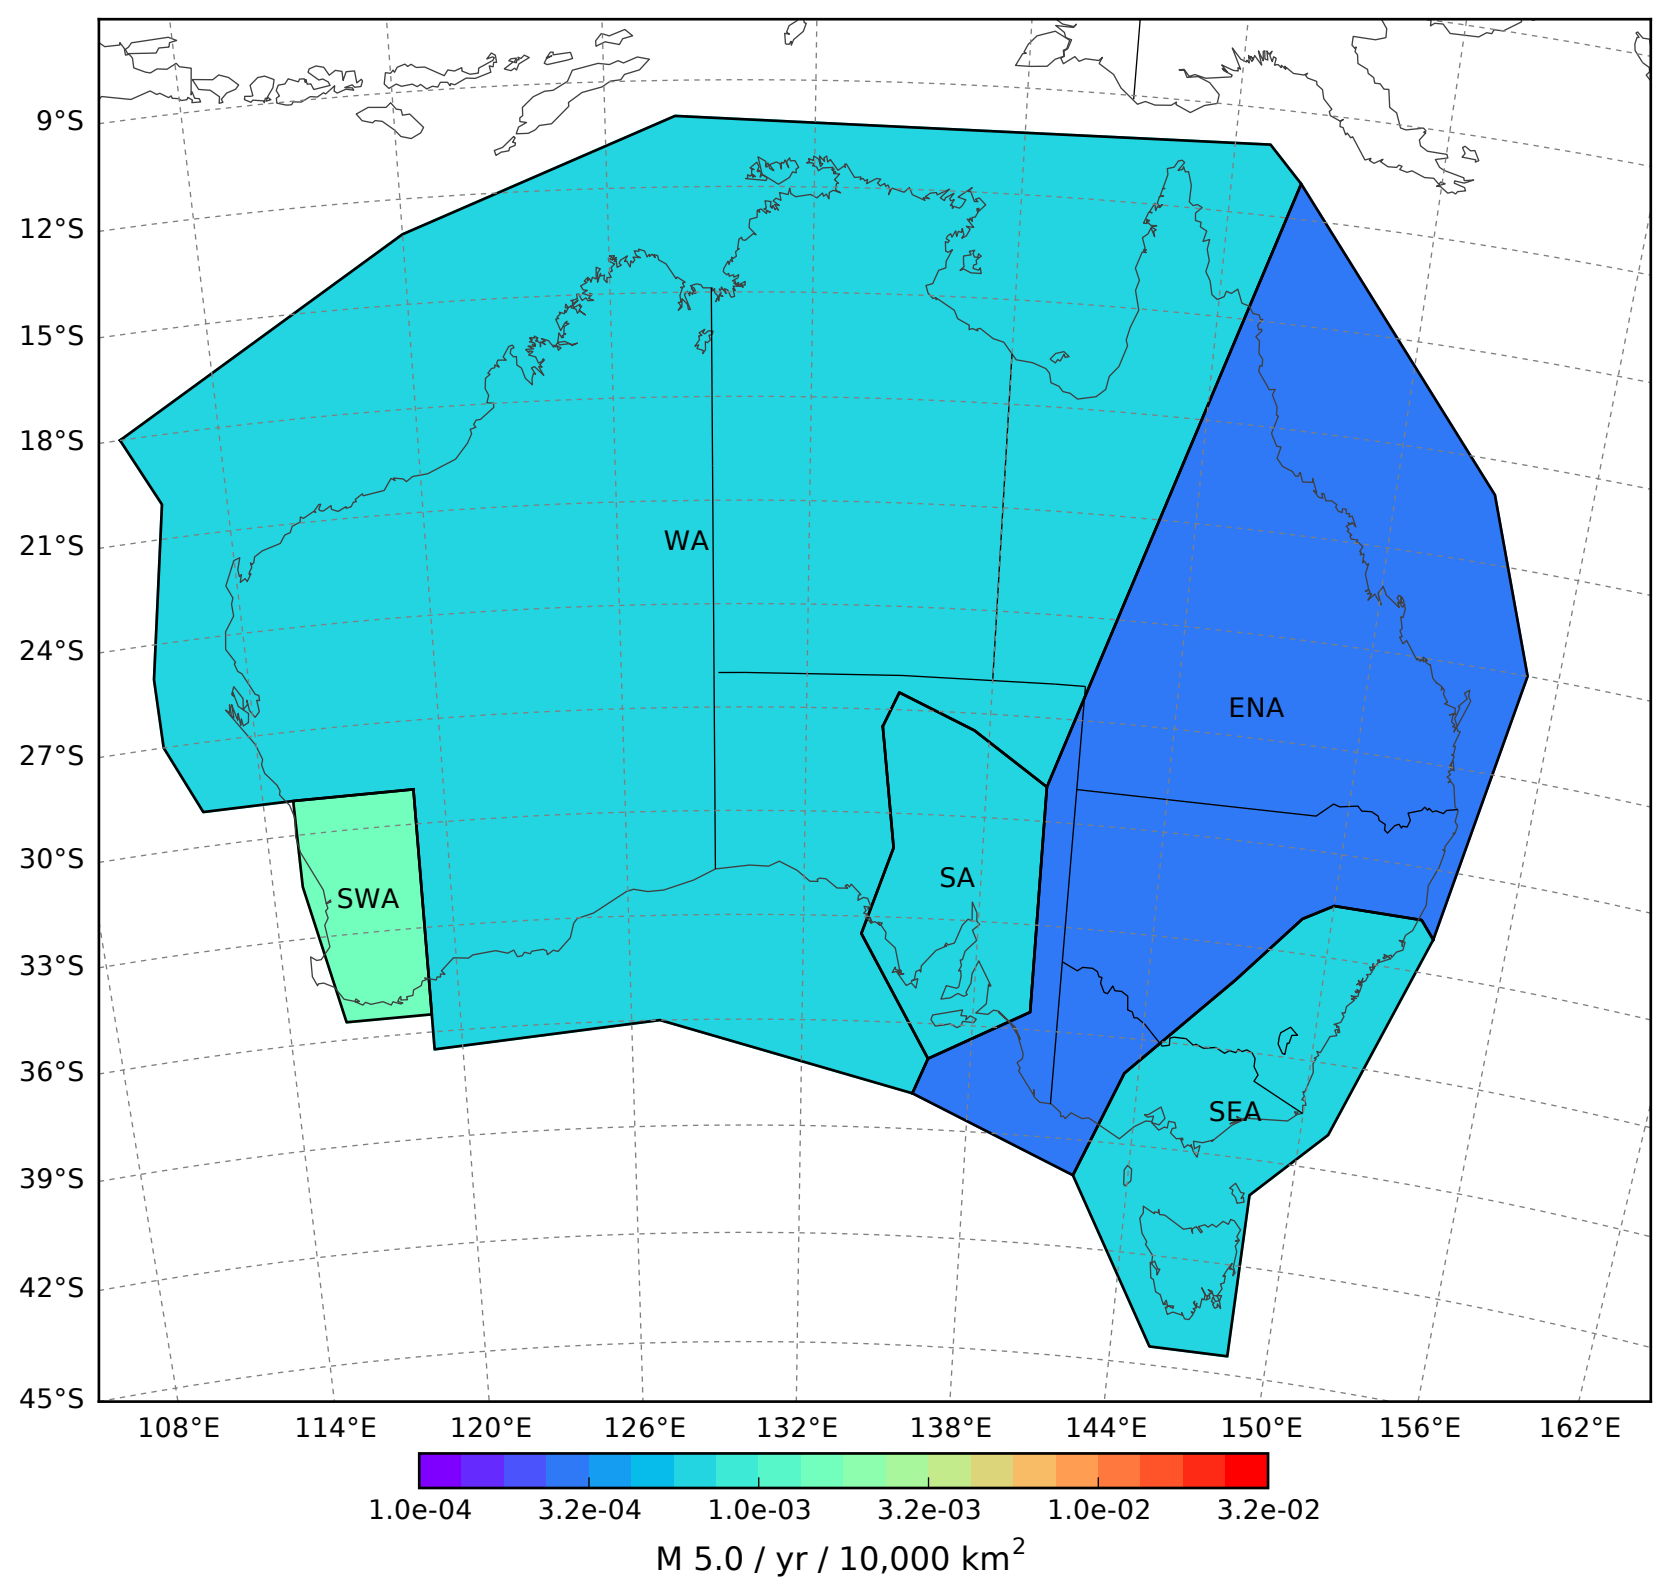 9°S
12°S
15°S
18°S
21°S
WA
24°S
ENA
27°S
30°S
SA
SWA
33°S
36°S
SEA
39°S
42°S
45°S
108°E 114°E 120°E 126°E 132°E 138°E 144°E 150°E 156°E 162°E
1.0e-04 3.2e-04 1.0e-03 3.2e-03 1.0e-02 3.2e-02
M 5.0 / yr / 10,000 km²